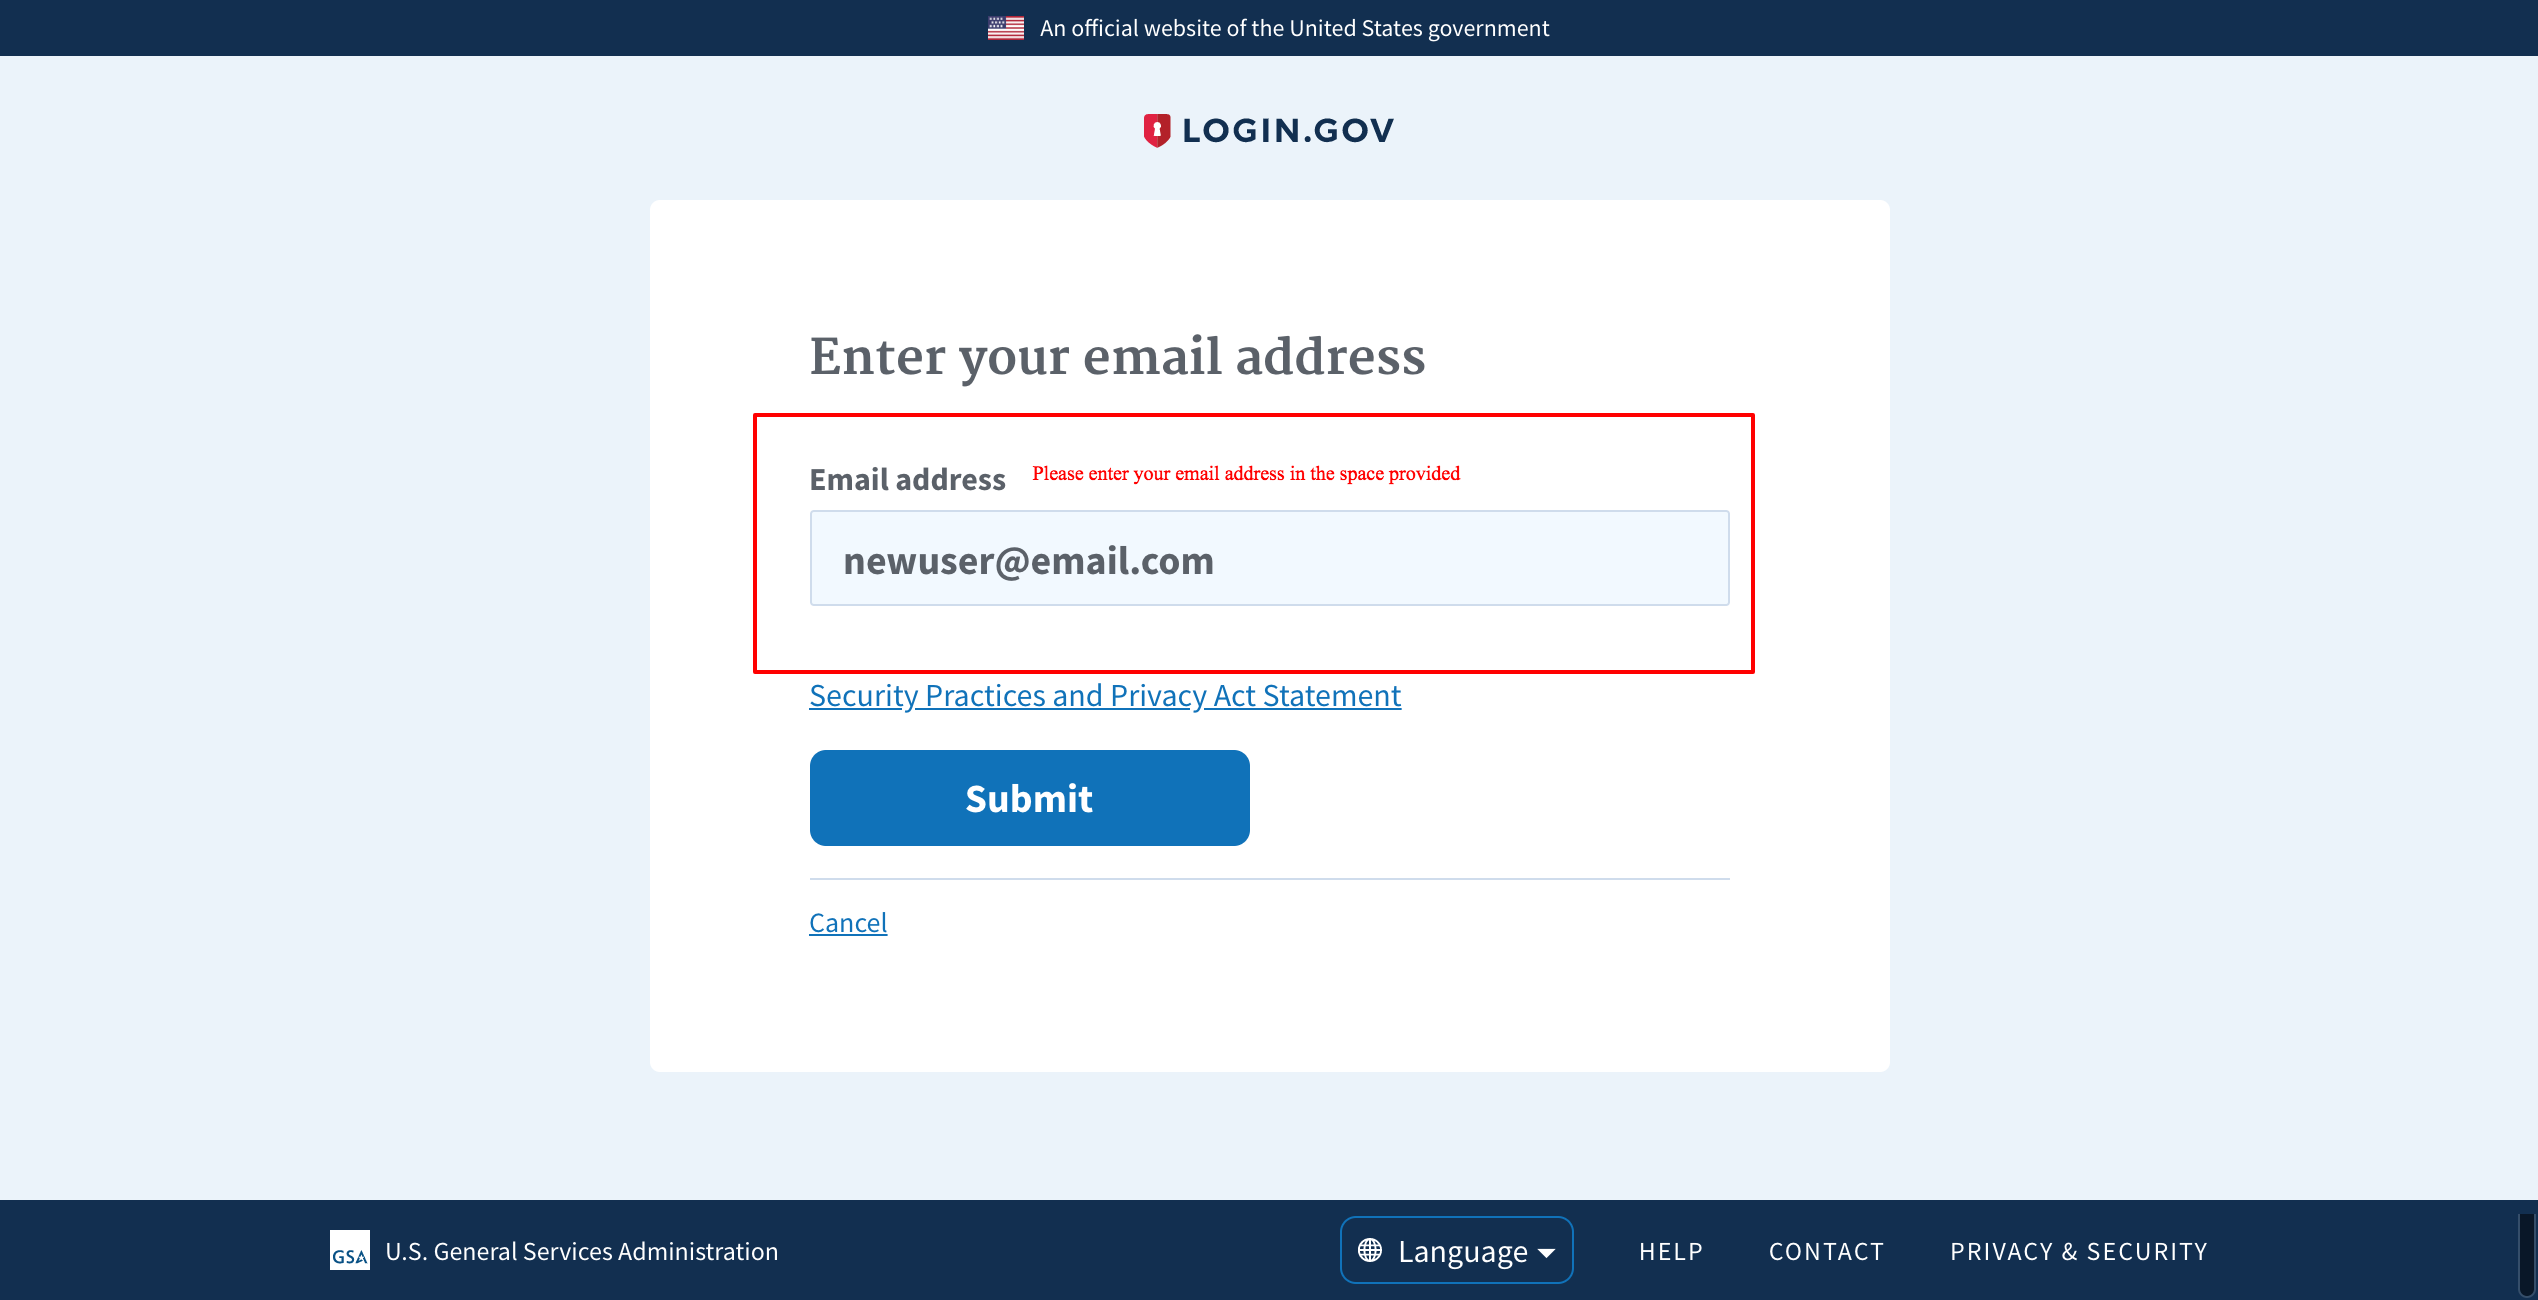 An official website of the United States government
LOGIN.GOV
Enter your email address
Email address Please enter your email address in the space provided
newuser@email.com
Security Practices and Privacy Act Statement
Submit
Cancel
GSA U.S. General Services Administration Language HELP CONTACT PRIVACY & SECURITY